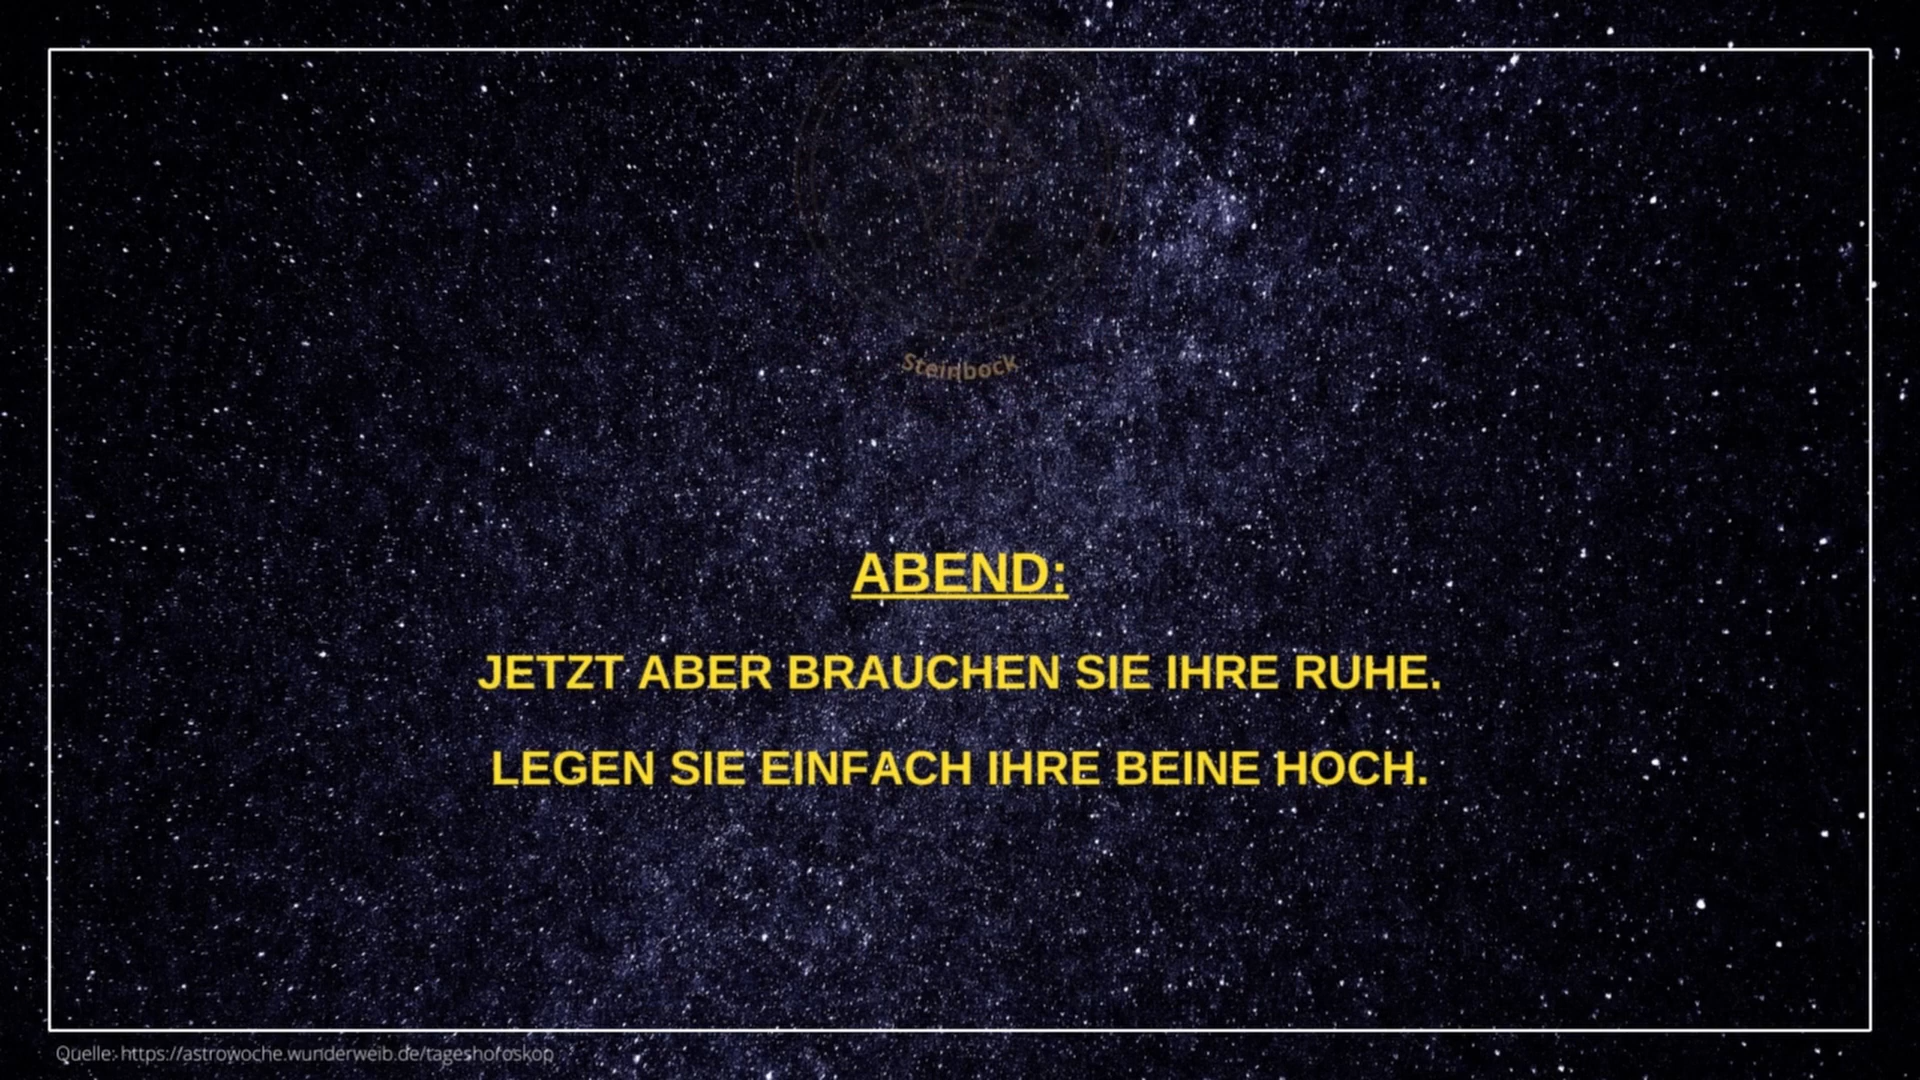 Steinbock
ABEND:
JETZT ABER BRAUCHEN SIE IHRE RUHE.
LEGEN SIE EINFACH IHRE BEINE HOCH.
Quelle: https://astrowoche.wunderweib.de/tageshoroskop